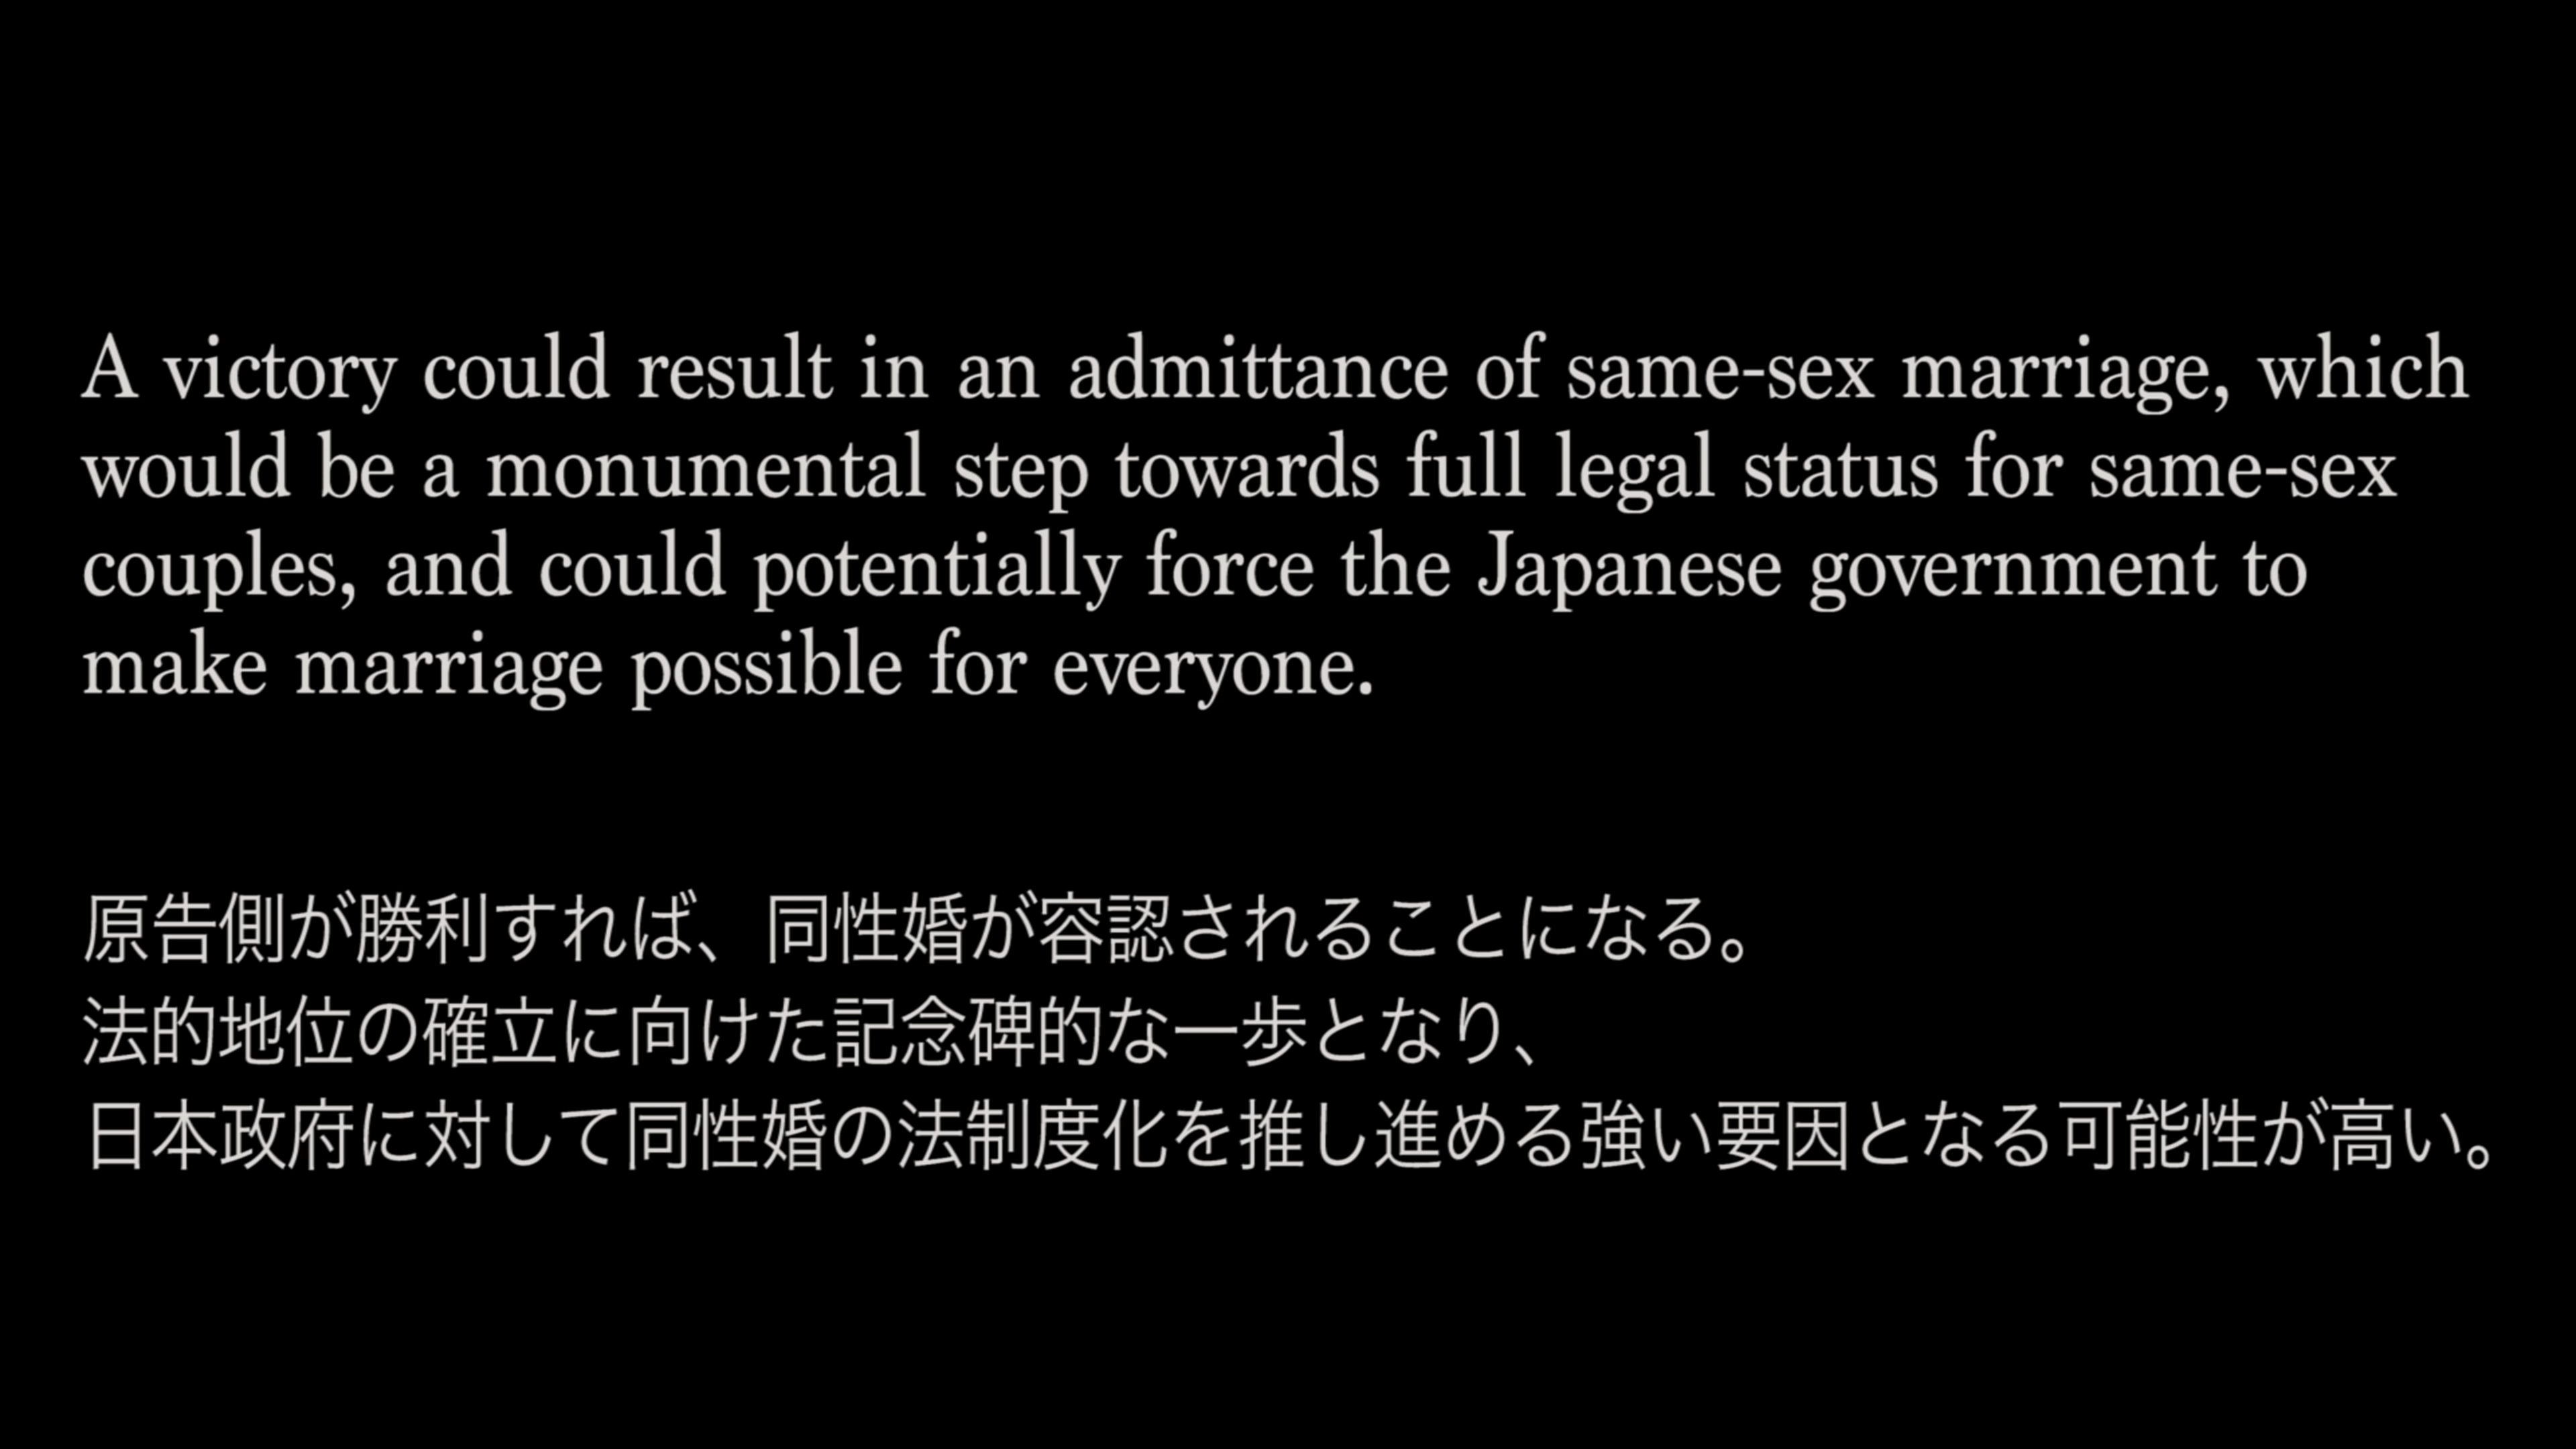 A victory could result in an admittance of same-sex marriage, which
would be a monumental step towards full legal status for same-sex
couples, and could potentially force the Japanese government to
make marriage possible for everyone.
原告側が勝利すれば、同性婚が容認されることになる。
法的地位の確立に向けた記念碑的な一歩となり、
日本政府に対して同性婚の法制度化を推し進める強い要因となる可能性が高い。